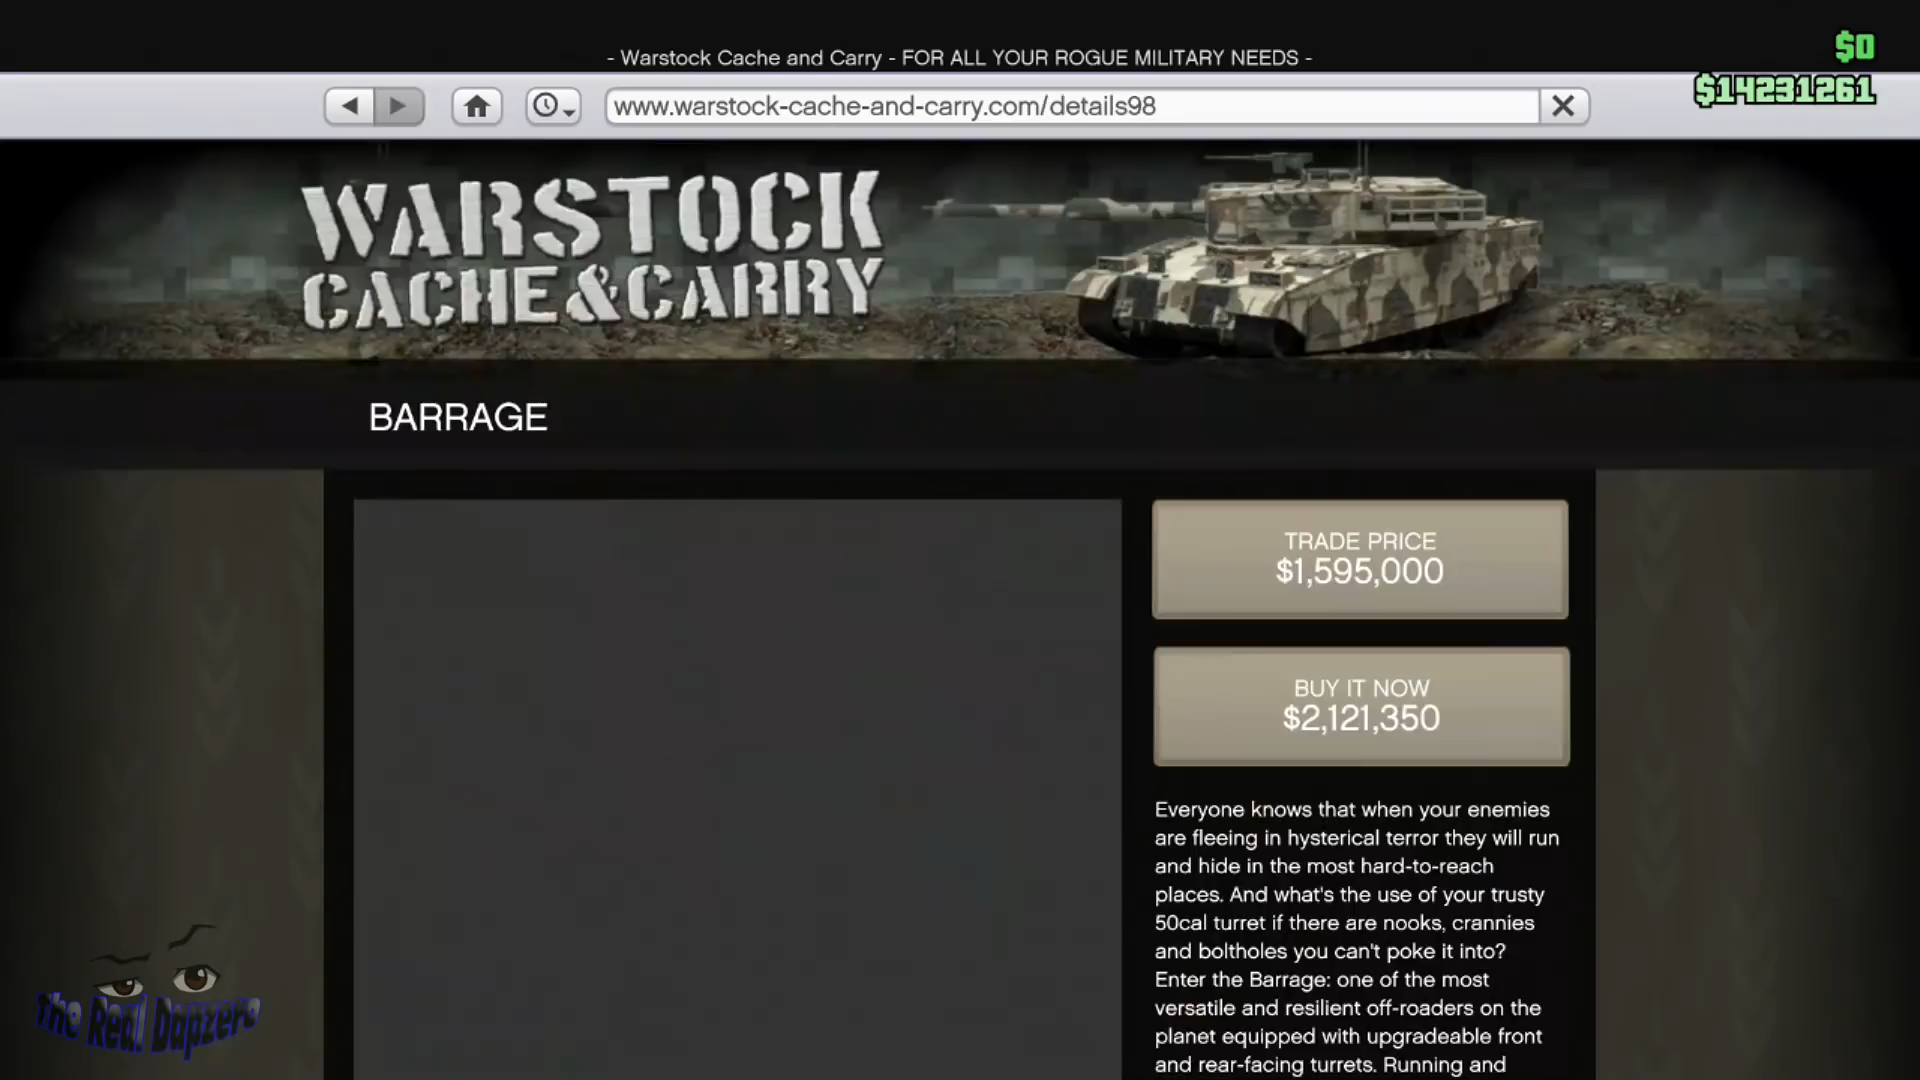 - Warstock Cache and Carry - FOR ALL YOUR ROGUE MILITARY NEEDS -
$0
$14231261
www.warstock-cache-and-carry.com/details98
WARSTOCK
CACHE & CARRY
BARRAGE
TRADE PRICE
$1,595,000
BUY IT NOW
$2,121,350
Everyone knows that when your enemies
are fleeing in hysterical terror they will run
and hide in the most hard-to-reach
places. And what's the use of your trusty
50cal turret if there are nooks, crannies
and boltholes you can't poke it into?
Enter the Barrage: one of the most
versatile and resilient off-roaders on the
planet equipped with upgradeable front
and rear-facing turrets. Running and
The Real Dapzero